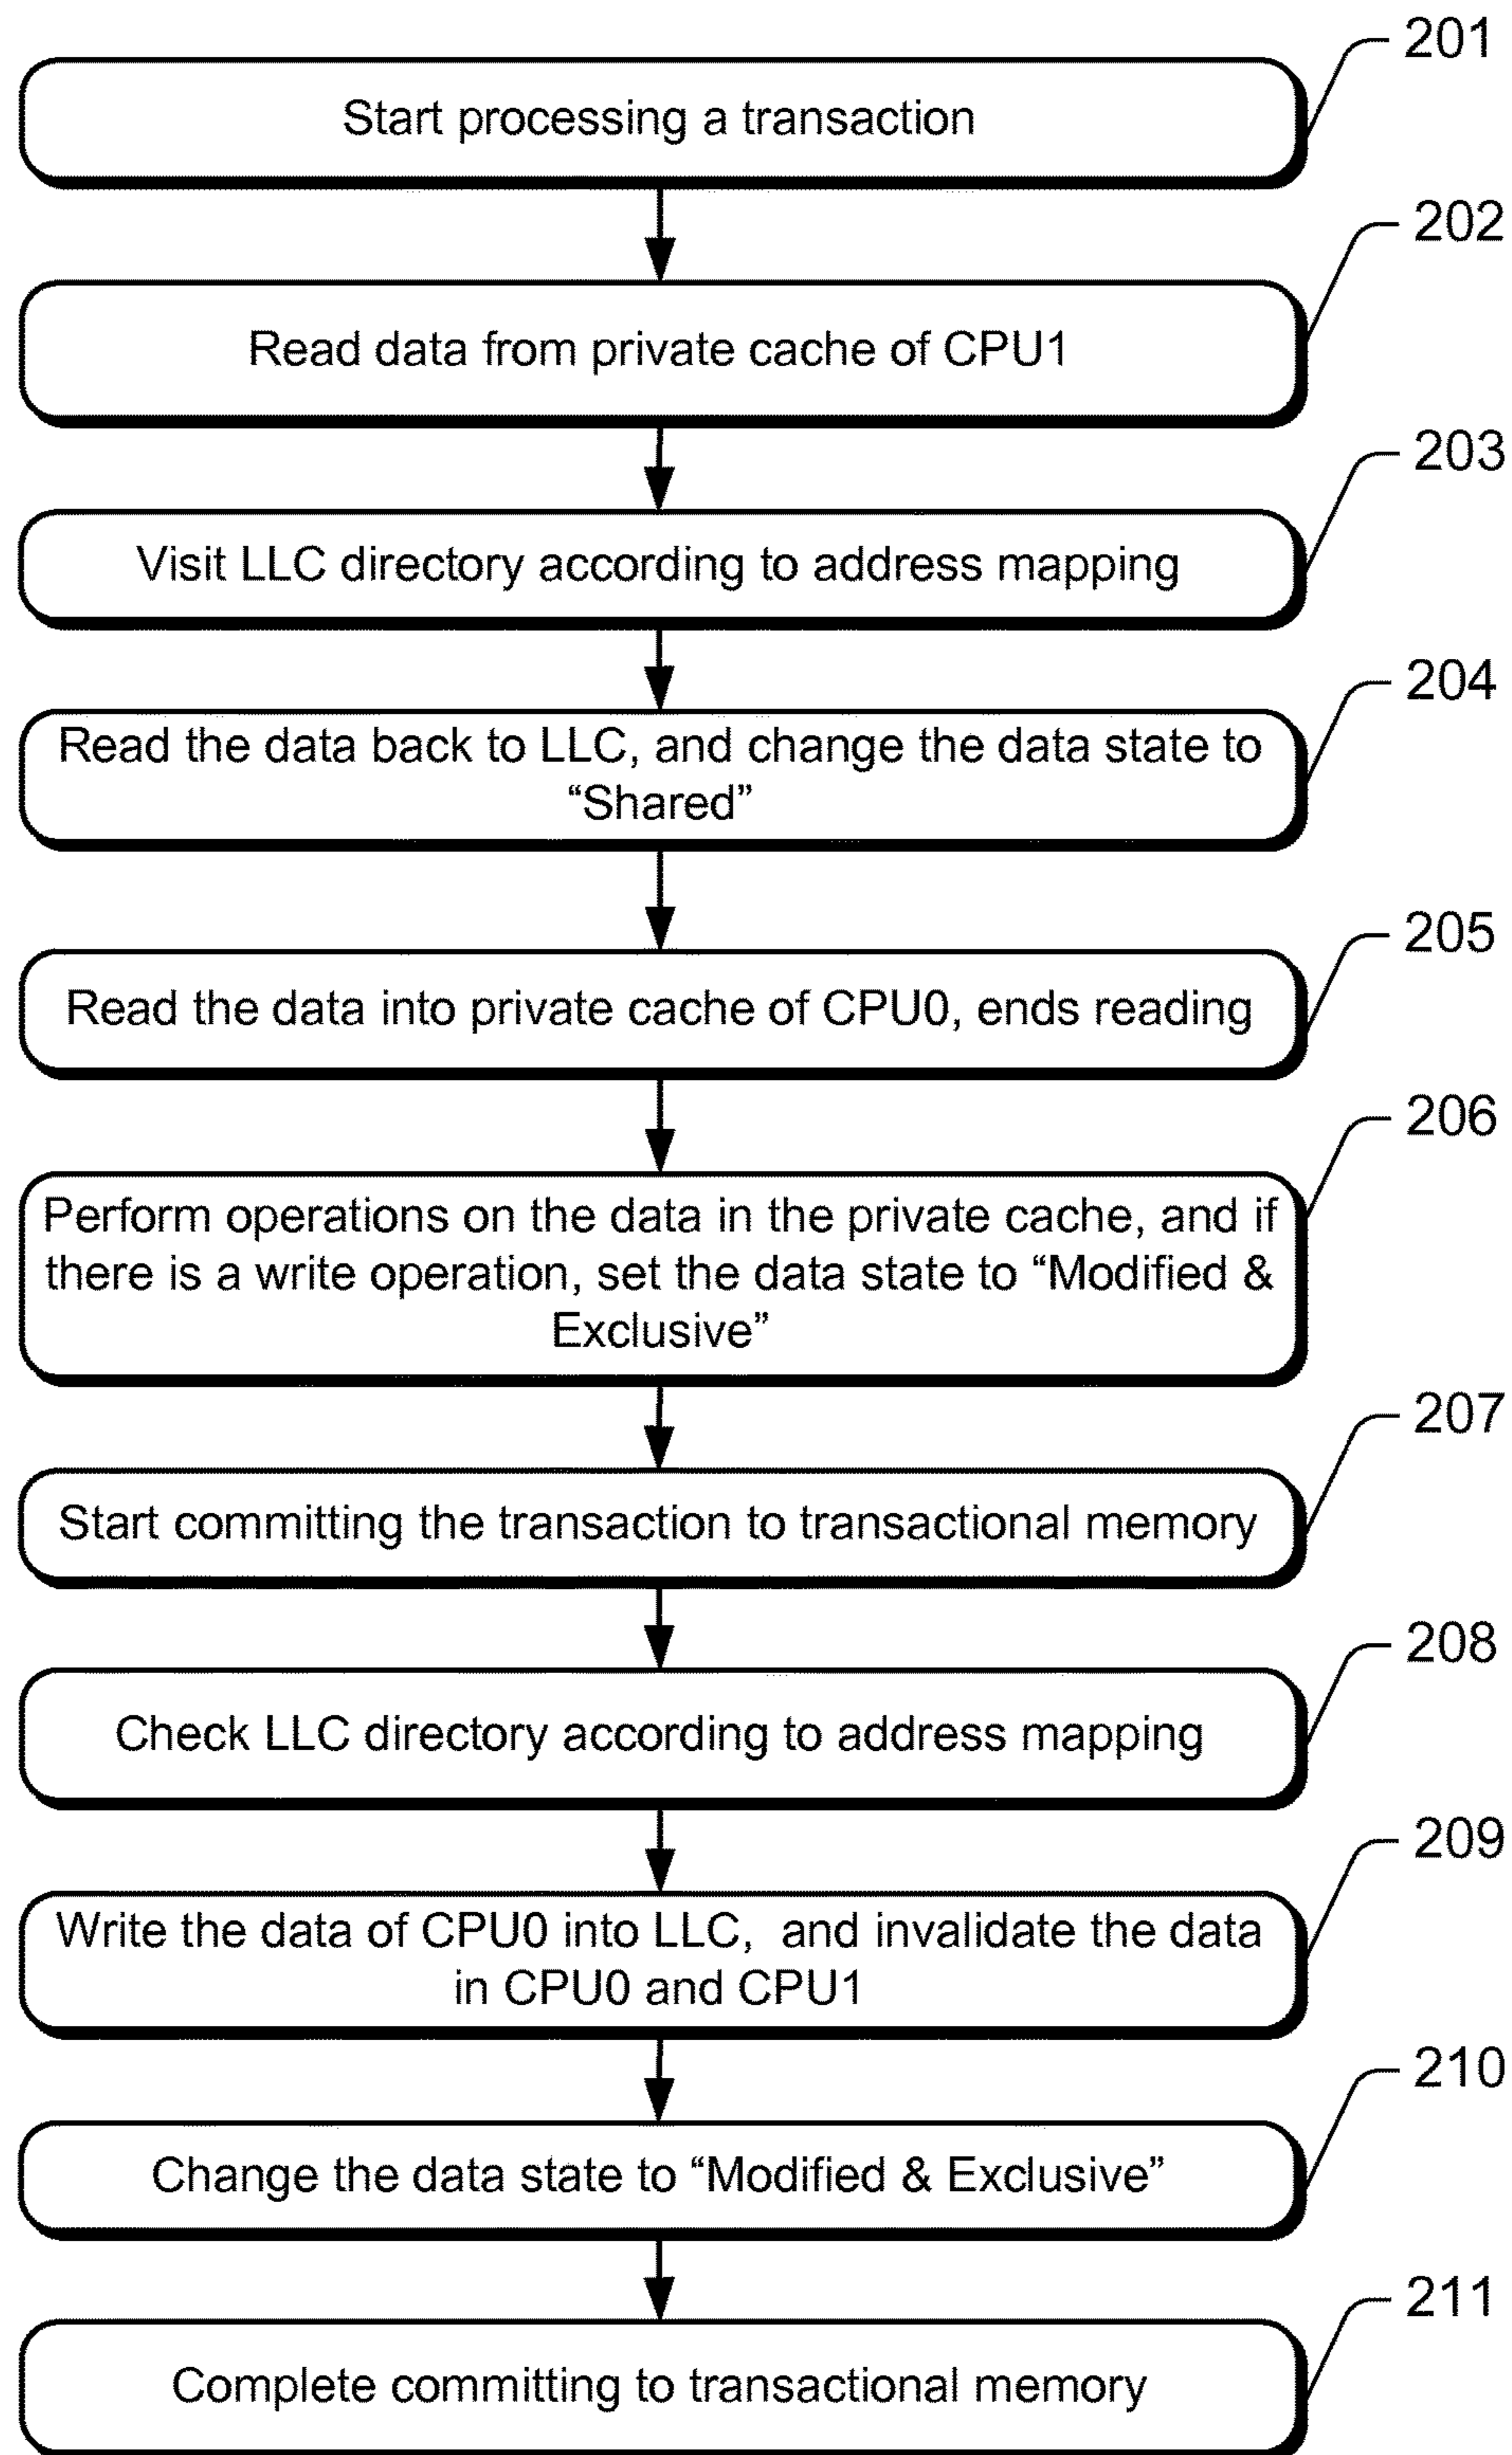 201
Start processing a transaction
202
Read data from private cache of CPU1
203
Visit LLC directory according to address mapping
204
Read the data back to LLC, and change the data state to
“Shared”
205
Read the data into private cache of CPU0, ends reading
206
Perform operations on the data in the private cache, and if
there is a write operation, set the data state to “Modified &
Exclusive”
207
Start committing the transaction to transactional memory
208
Check LLC directory according to address mapping
209
Write the data of CPU0 into LLC, and invalidate the data
in CPU0 and CPU1
210
Change the data state to “Modified & Exclusive”
211
Complete committing to transactional memory